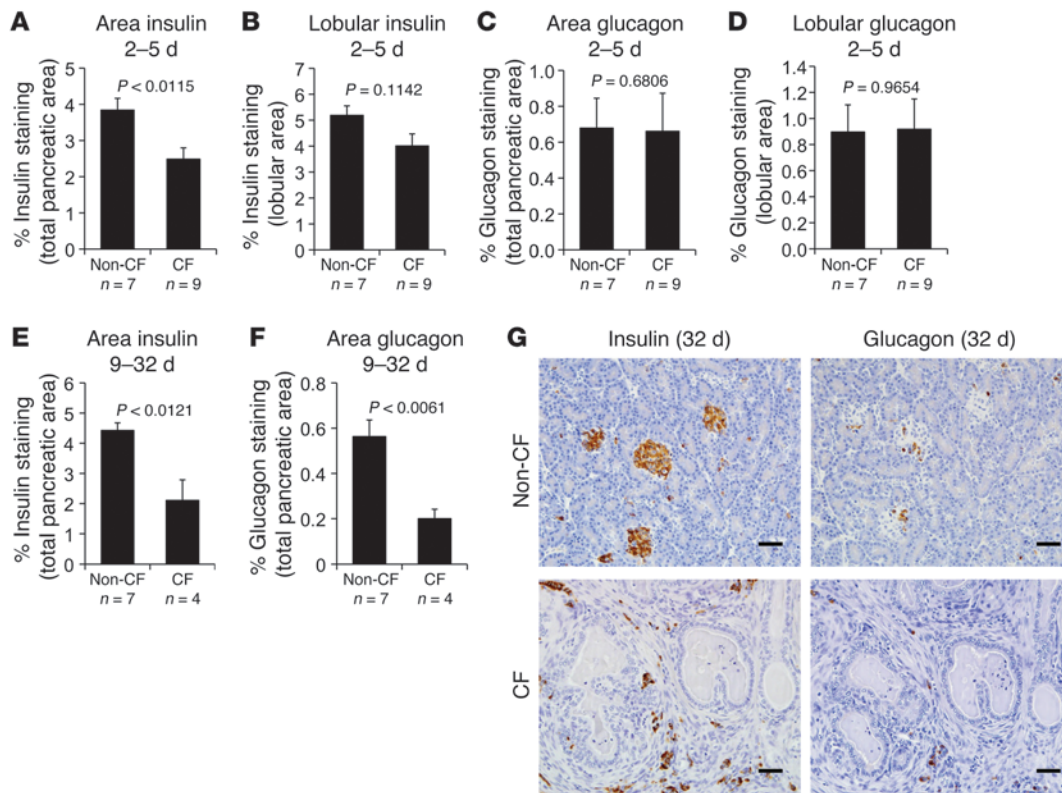 A
Area insulin
2–5 d
% Insulin staining
(total pancreatic area)
5
4
3
2
1
0
P < 0.0115
Non-CF
CF
n = 7
n = 9
B
Lobular insulin
2–5 d
% Insulin staining
(lobular area)
7
6
5
4
3
2
1
0
P = 0.1142
Non-CF
CF
n = 7
n = 9
C
Area glucagon
2–5 d
% Glucagon staining
(total pancreatic area)
1.0
0.8
0.6
0.4
0.2
0.0
P = 0.6806
Non-CF
CF
n = 7
n = 9
D
Lobular glucagon
2–5 d
% Glucagon staining
(lobular area)
1.4
1.2
1.0
0.8
0.6
0.4
0.2
0.0
P = 0.9654
Non-CF
CF
n = 7
n = 9
E
Area insulin
9–32 d
% Insulin staining
(total pancreatic area)
6
5
4
3
2
1
0
P < 0.0121
Non-CF
CF
n = 7
n = 4
F
Area glucagon
9–32 d
% Glucagon staining
(total pancreatic area)
0.8
0.6
0.4
0.2
0
P < 0.0061
Non-CF
CF
n = 7
n = 4
G
Insulin (32 d)
Glucagon (32 d)
Non-CF
CF